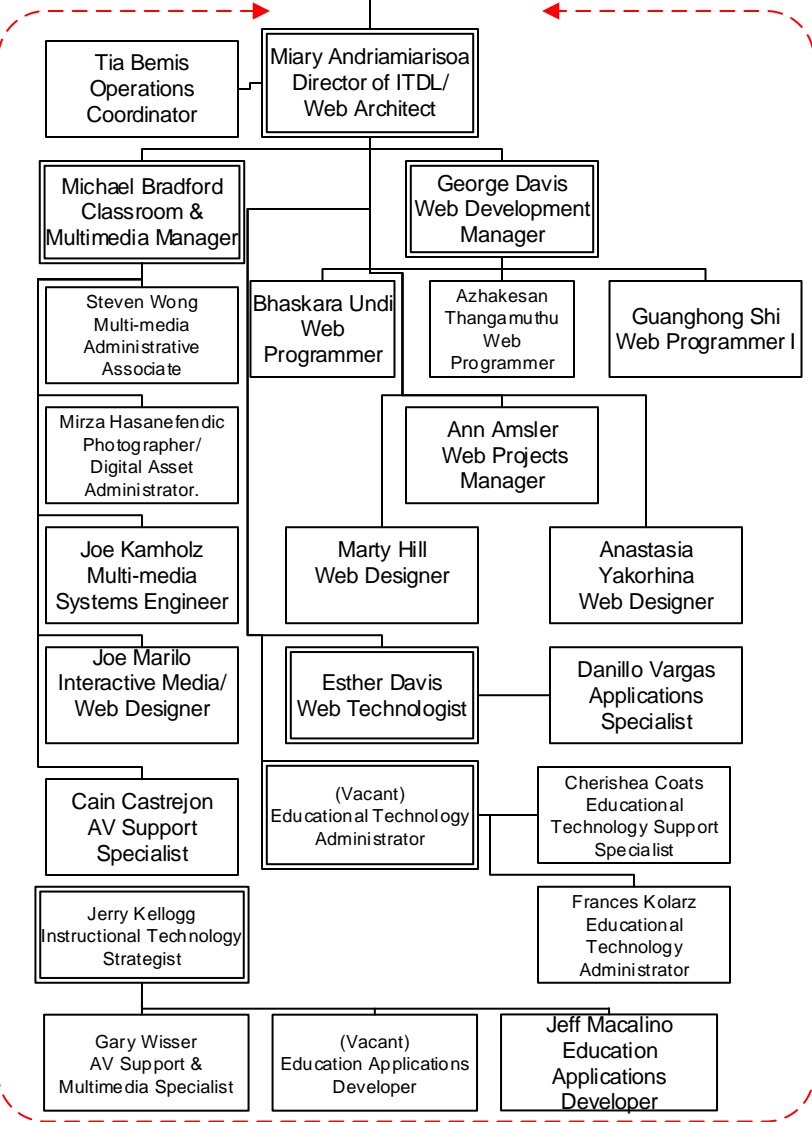 Tia Bemis
Operations
Coordinator
Miary Andriamiarisoa
Director of ITDL/
Web Architect
Michael Bradford
Classroom &
Multimedia Manager
George Davis
Web Development
Manager
Steven Wong
Multi-media
Administrative
Associate
Bhaskara Undi
Web
Programmer
Azhakesan
Thangamuthu
Web
Programmer
Guanghong Shi
Web Programmer I
Mirza Hasanefendic
Photographer/
Digital Asset
Administrator.
Ann Amsler
Web Projects
Manager
Joe Kamholz
Multi-media
Systems Engineer
Marty Hill
Web Designer
Anastasia
Yakorhina
Web Designer
Joe Marilo
Interactive Media/
Web Designer
Esther Davis
Web Technologist
Danillo Vargas
Applications
Specialist
Cain Castrejon
AV Support
Specialist
(Vacant)
Educational Technology
Administrator
Cherishea Coats
Educational
Technology Support
Specialist
Jerry Kellogg
Instructional Technology
Strategist
Frances Kolarz
Educational
Technology
Administrator
Gary Wisser
AV Support &
Multimedia Specialist
(Vacant)
Education Applications
Developer
Jeff Macalino
Education
Applications
Developer